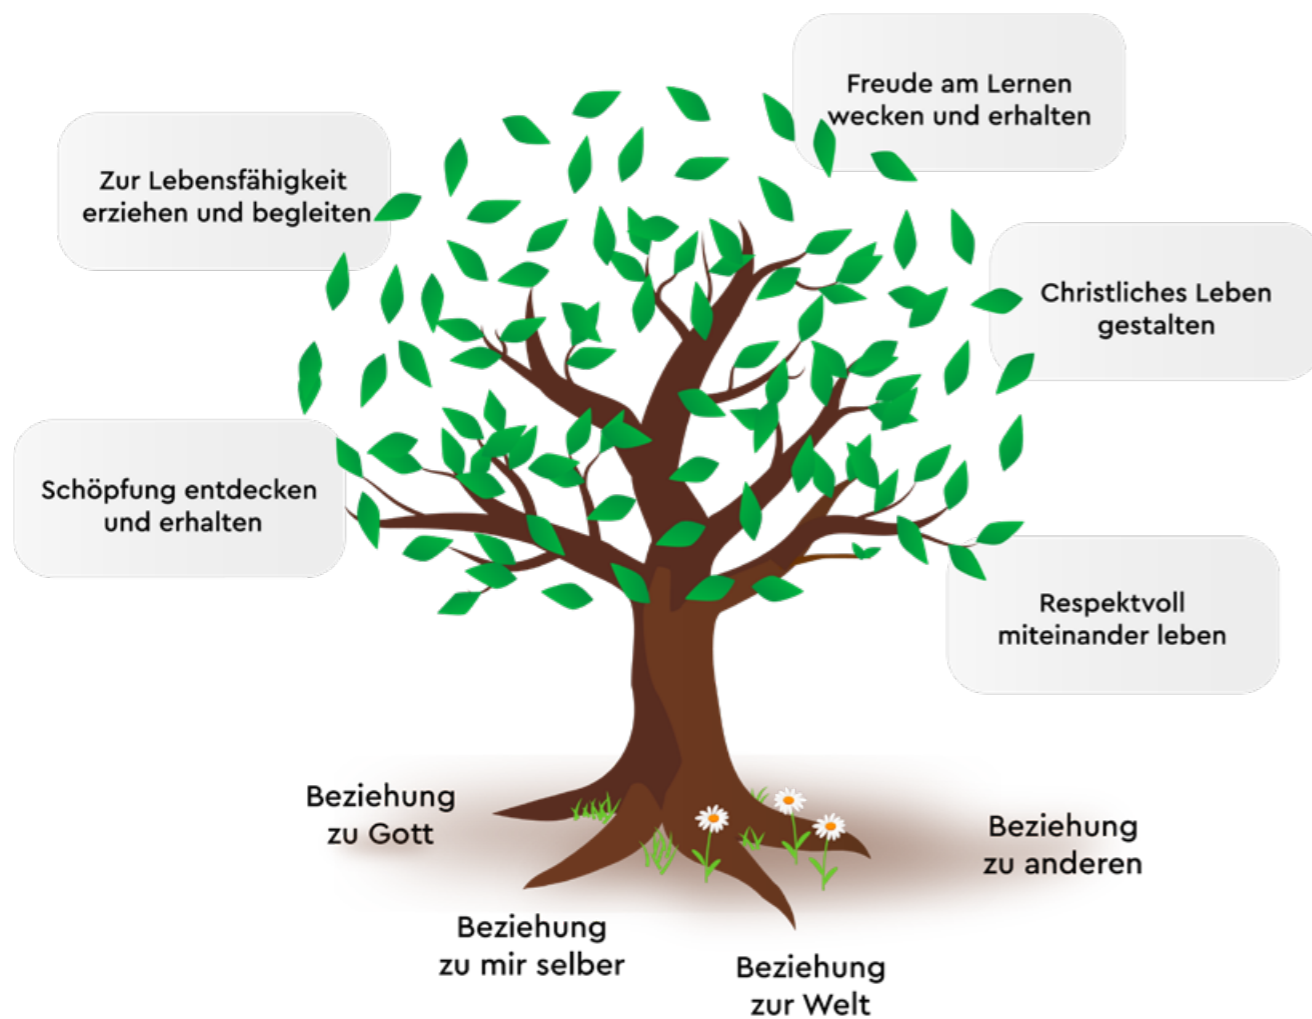 Freude am Lernen
wecken und erhalten
Zur Lebensfähigkeit
erziehen und begleiten
Christliches Leben
gestalten
Schöpfung entdecken
und erhalten
Respektvoll
miteinander leben
Beziehung
zu Gott
Beziehung
zu anderen
Beziehung
zu mir selber
Beziehung
zur Welt